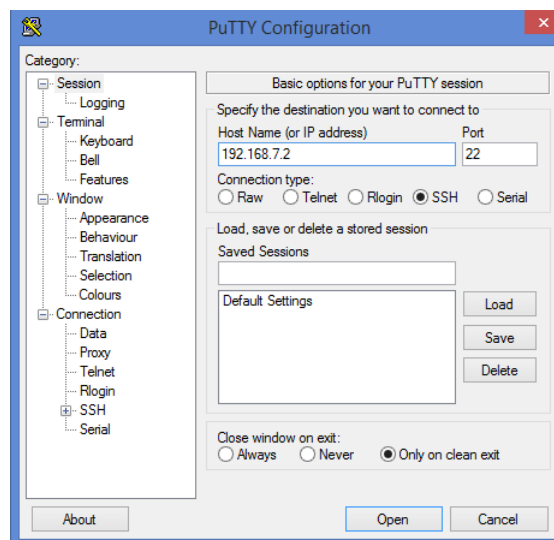 PuTTY Configuration
Category:
Session
Logging
Terminal
Keyboard
Bell
Features
Window
Appearance
Behaviour
Translation
Selection
Colours
Connection
Data
Proxy
Telnet
Rlogin
SSH
Serial
Basic options for your PuTTY session
Specify the destination you want to connect to
Host Name (or IP address) Port
192.168.7.2 22
Connection type:
Raw Telnet Rlogin SSH Serial
Load, save or delete a stored session
Saved Sessions
Default Settings
Load
Save
Delete
Close window on exit:
Always Never Only on clean exit
About Open Cancel